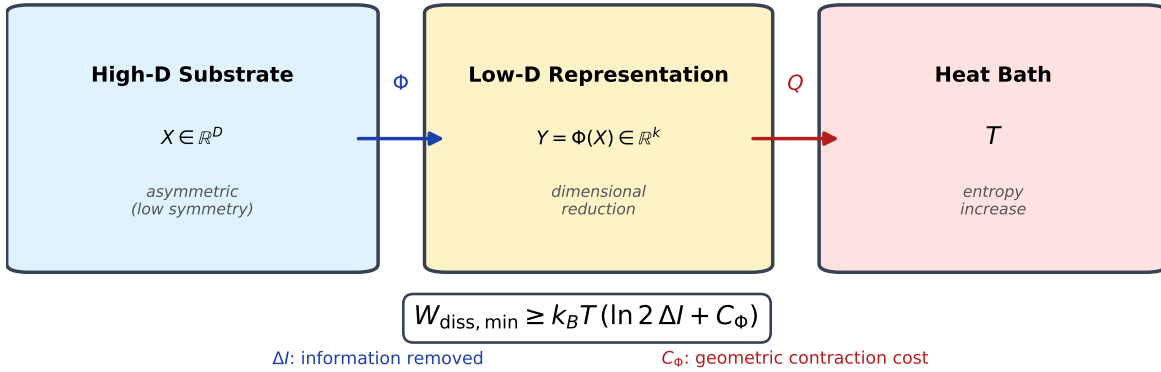 High-D Substrate
X ∈ ℝ^D
asymmetric
(low symmetry)
Φ
Low-D Representation
Y = Φ(X) ∈ ℝ^k
dimensional
reduction
Q
Heat Bath
T
entropy
increase
W_diss, min ≥ k_B T (ln 2 ΔI + C_Φ)
ΔI: information removed
C_Φ: geometric contraction cost